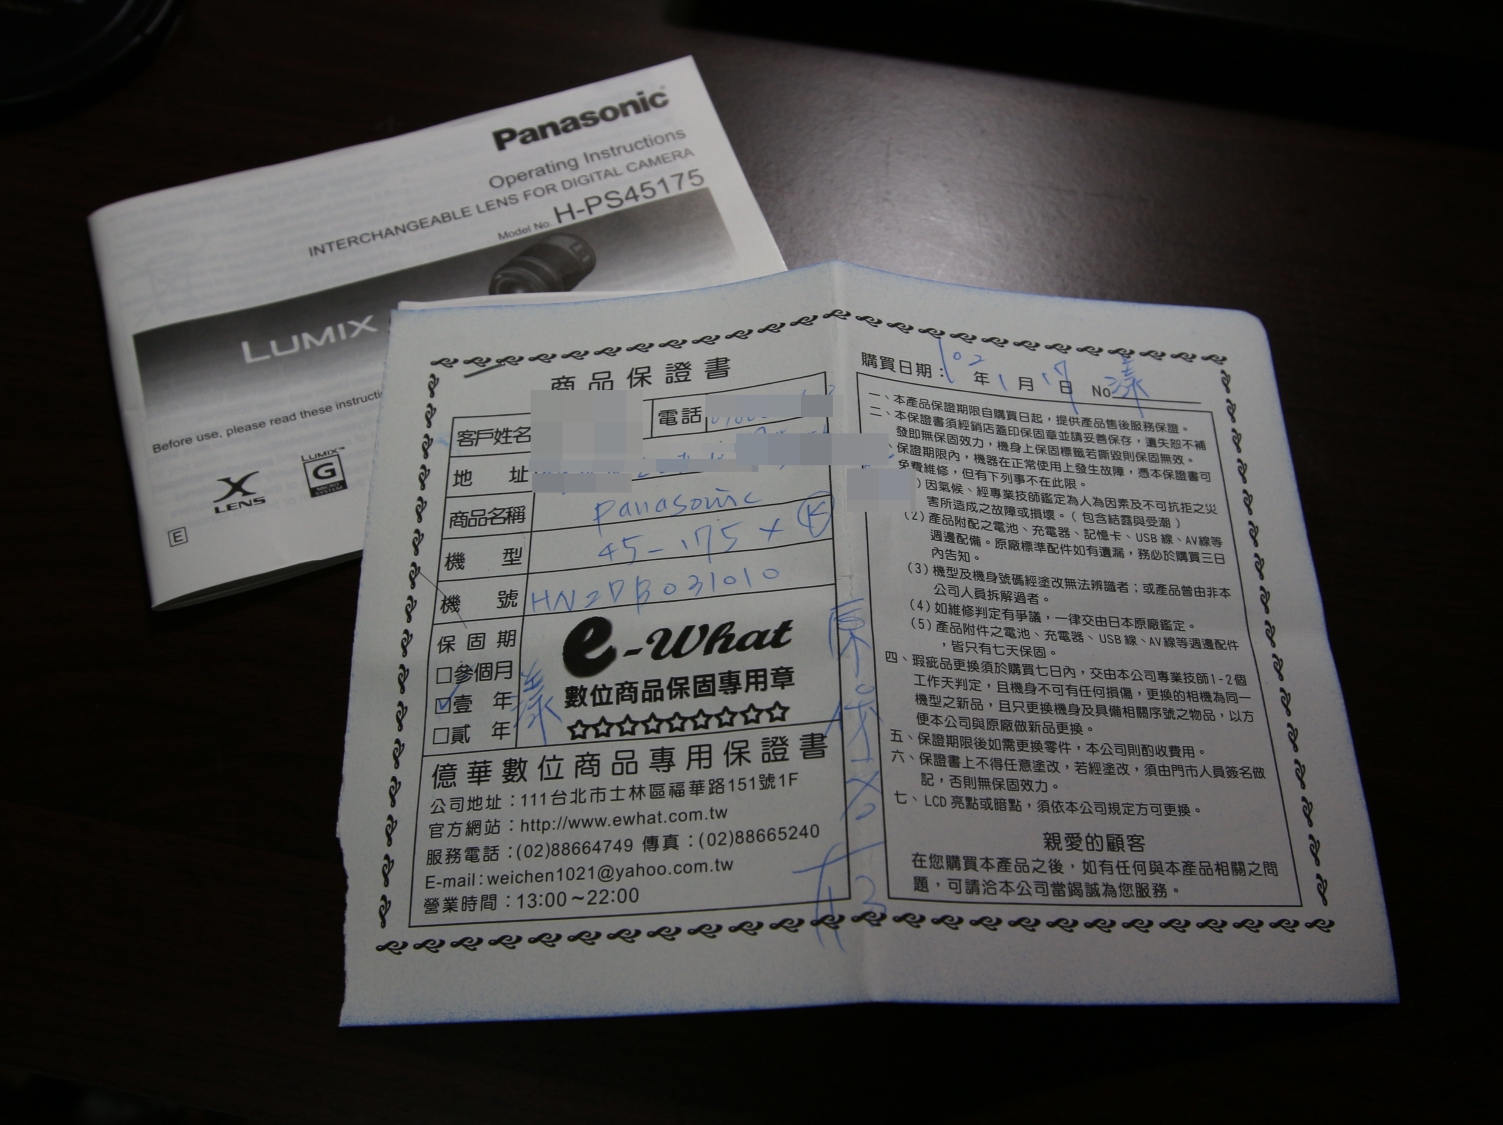 Panasonic
Operating Instructions
INTERCHANGEABLE LENS FOR DIGITAL CAMERA
Model No. H-PS45175
LUMIX
Before use, please read these instructi
X
LENS
LUMIX
G
MICRO
SYSTEM
E
商品保證書
客戶姓名
電話
地 址
商品名稱 Panasonic
機 型 45-175 X K
機 號 HN2DB031010
保固期
□參個月
☑壹 年
□貳 年
e-What
數位商品保固專用章
☆☆☆☆☆☆☆☆☆
億華數位商品專用保證書
公司地址：111台北市士林區福華路151號1F
官方網站：http://www.ewhat.com.tw
服務電話：(02)88664749 傳真：(02)88665240
E-mail:weichen1021@yahoo.com.tw
營業時間：13:00～22:00
購買日期：102年1月17日 No
一、本產品保證期限自購買日起，提供產品售後服務保證。
二、本保證書須經銷店蓋印保固章並請妥善保存，遺失恕不補
發即無保固效力，機身上保固標籤若撕毀則保固無效。
、保證期限內，機器在正常使用上發生故障，憑本保證書可
免費維修，但有下列事不在此限。
）因氣候、經專業技師鑑定為人為因素及不可抗拒之災
害所造成之故障或損壞。（包含結露與受潮）
(2) 產品附配之電池、充電器、記憶卡、USB 線、AV線等
週邊配備。原廠標準配件如有遺漏，務必於購買三日
內告知。
(3) 機型及機身號碼經塗改無法辨識者；或產品曾由非本
公司人員拆解過者。
(4) 如維修判定有爭議，一律交由日本原廠鑑定。
(5) 產品附件之電池、充電器、USB線、AV線等週邊配件
，皆只有七天保固。
四、瑕疵品更換須於購買七日內，交由本公司專業技師1-2個
工作天判定，且機身不可有任何損傷，更換的相機為同一
機型之新品，且只更換機身及具備相關序號之物品，以方
便本公司與原廠做新品更換。
五、保證期限後如需更換零件，本公司則酌收費用。
六、保證書上不得任意塗改，若經塗改，須由門市人員簽名做
記，否則無保固效力。
七、LCD 亮點或暗點，須依本公司規定方可更換。
親愛的顧客
在您購買本產品之後，如有任何與本產品相關之問
題，可請洽本公司當竭誠為您服務。